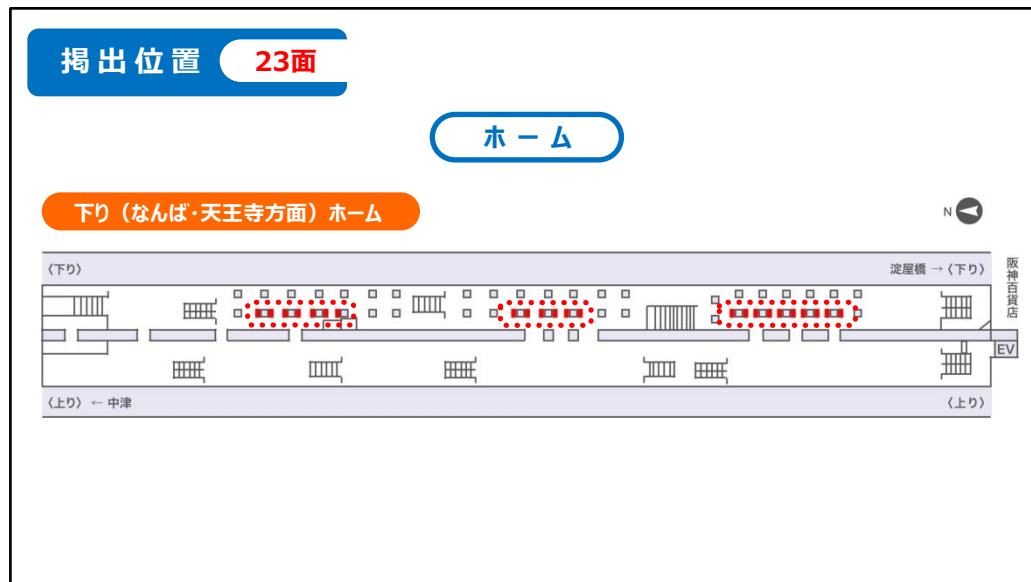 掲出位置 23面
ホーム
下り（なんば・天王寺方面）ホーム
N
〈下り〉
淀屋橋 → 〈下り〉
阪神百貨店
EV
〈上り〉 ← 中津
〈上り〉